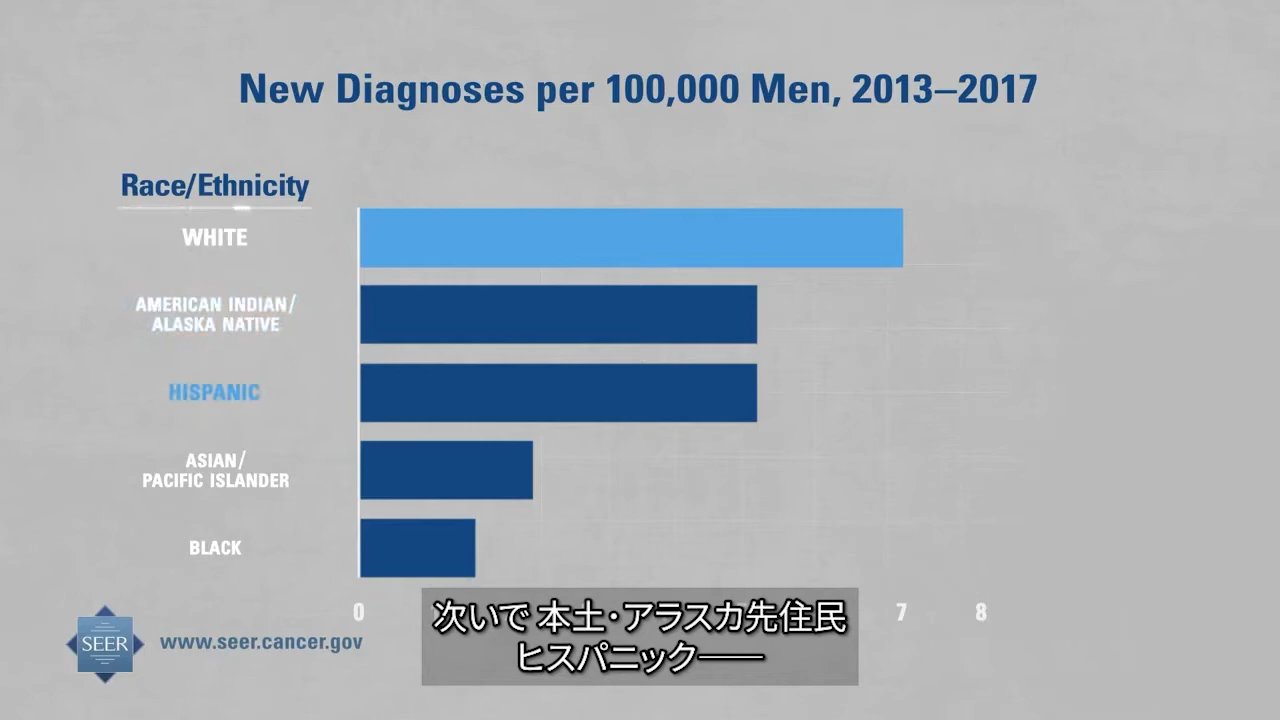 New Diagnoses per 100,000 Men, 2013–2017
Race/Ethnicity
WHITE
AMERICAN INDIAN/
ALASKA NATIVE
HISPANIC
ASIAN/
PACIFIC ISLANDER
BLACK
0 7 8
SEER www.seer.cancer.gov
次いで 本土・アラスカ先住民
ヒスパニック――